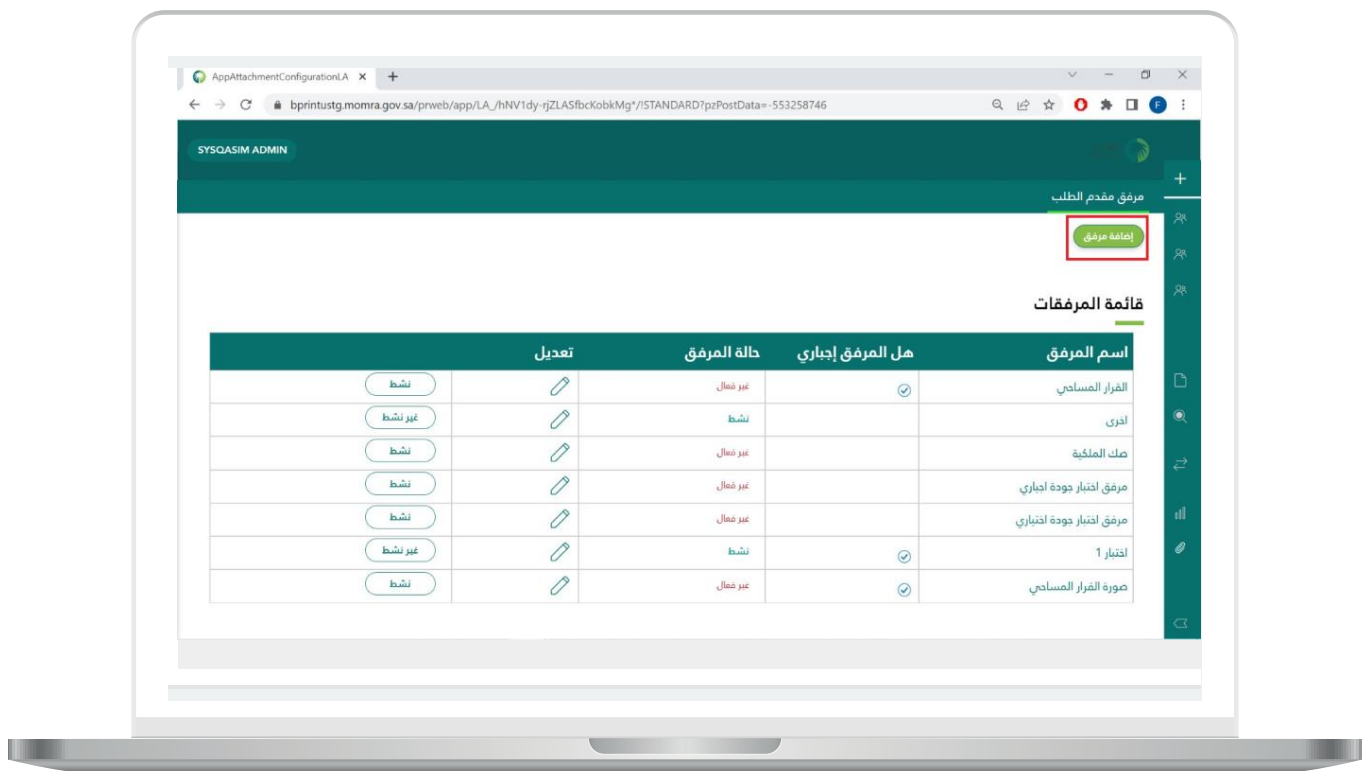 AppAttachmentConfigurationLA
bprintustg.momra.gov.sa/prweb/app/LA_/hNV1dy-rjZLASfbcKobkMg*/!STANDARD?pzPostData=-553258746
F
SYSQASIM ADMIN
مرفق مقدم الطلب
إضافة مرفق
قائمة المرفقات
اسم المرفق هل المرفق إجباري حالة المرفق تعديل
القرار المساحي غير فعال نشط
اخرى نشط غير نشط
صك الملكية غير فعال نشط
مرفق اختبار جودة اجباري غير فعال نشط
مرفق اختبار جودة اختياري غير فعال نشط
اختبار 1 نشط غير نشط
صورة القرار المساحي غير فعال نشط